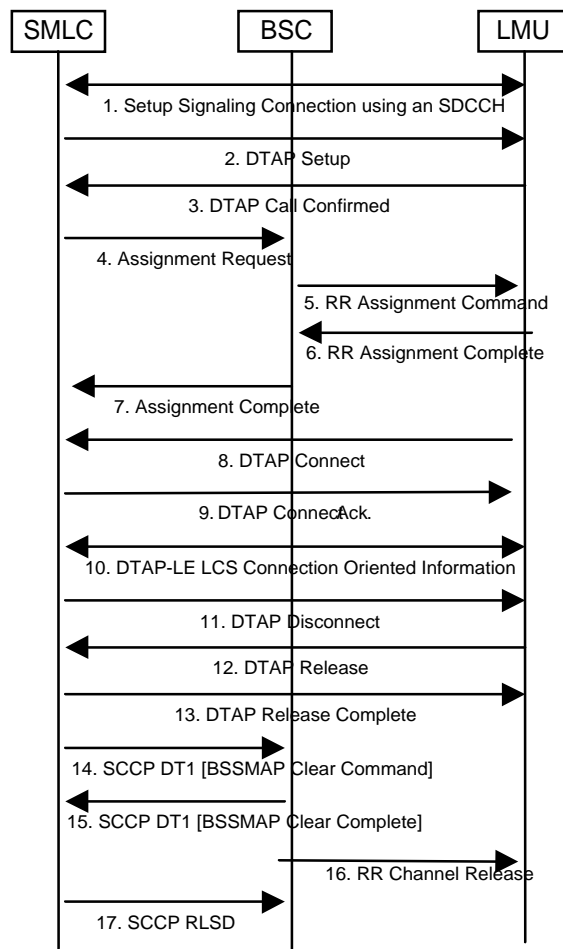 SMLC
BSC
LMU
1. Setup Signaling Connection using an SDCCH
2. DTAP Setup
3. DTAP Call Confirmed
4. Assignment Request
5. RR Assignment Command
6. RR Assignment Complete
7. Assignment Complete
8. DTAP Connect
9. DTAP Connect Ack.
10. DTAP-LE LCS Connection Oriented Information
11. DTAP Disconnect
12. DTAP Release
13. DTAP Release Complete
14. SCCP DT1 [BSSMAP Clear Command]
15. SCCP DT1 [BSSMAP Clear Complete]
16. RR Channel Release
17. SCCP RLSD